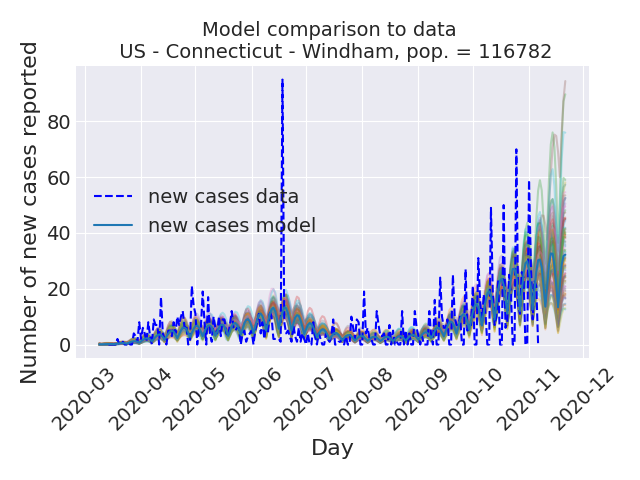 Model comparison to data
US - Connecticut - Windham, pop. = 116782
Number of new cases reported
80
60
40
20
0
new cases data
new cases model
2020-03
2020-04
2020-05
2020-06
2020-07
2020-08
2020-09
2020-10
2020-11
2020-12
Day